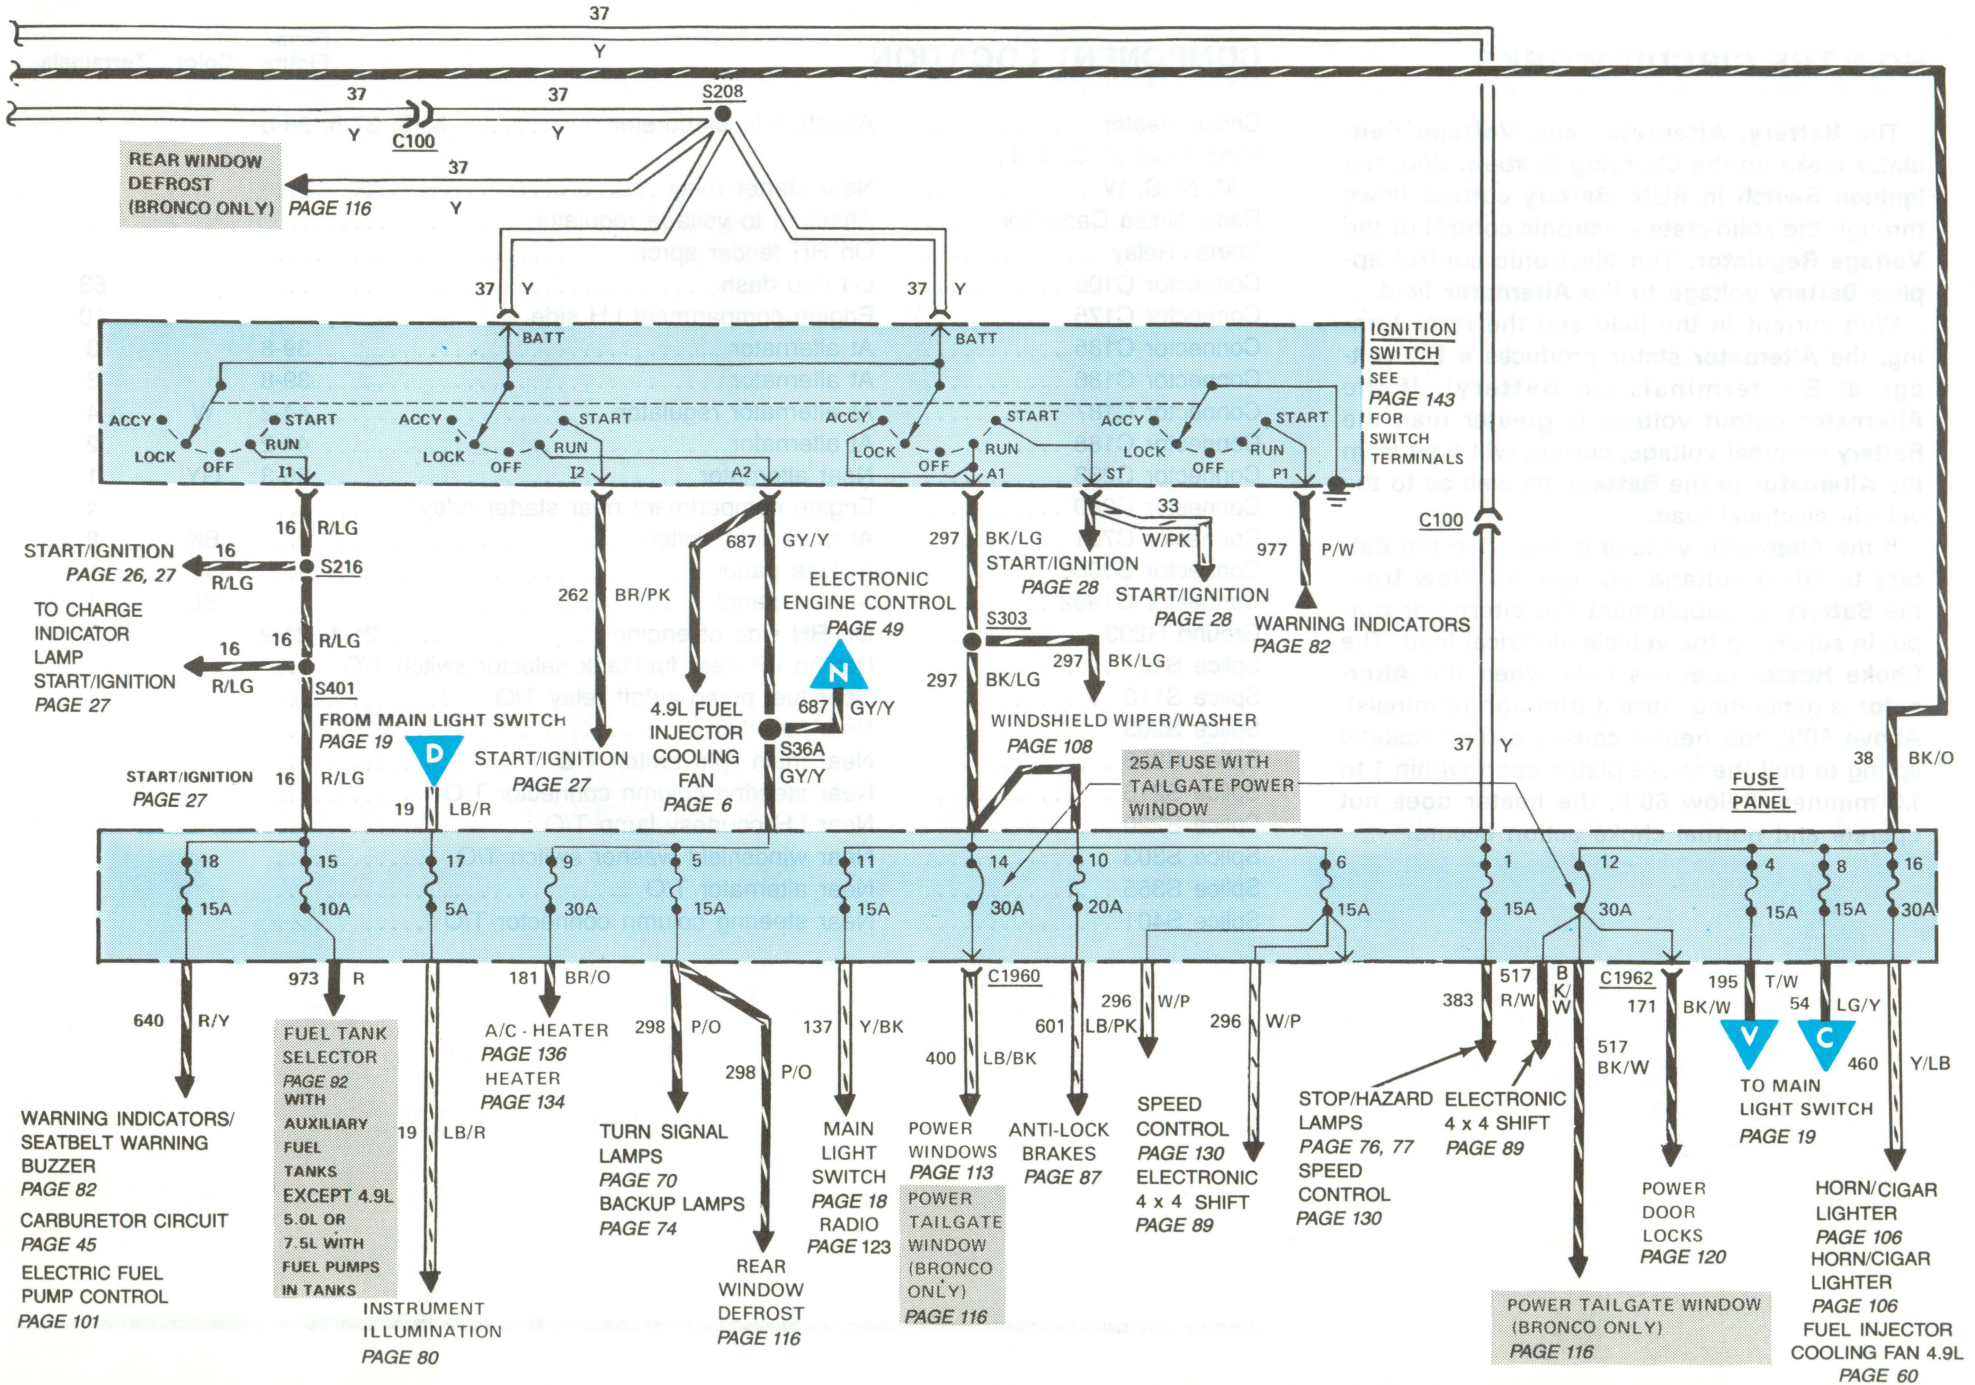 37
Y
37
37
S208
Y
C100
Y
REAR WINDOW
DEFROST
(BRONCO ONLY)
PAGE 116
37
Y
37 Y
37 Y
BATT
BATT
IGNITION
SWITCH
SEE
PAGE 143
FOR
SWITCH
TERMINALS
ACCY
START
LOCK
OFF
RUN
I1
ACCY
START
LOCK
OFF
RUN
I2
A2
ACCY
START
LOCK
OFF
RUN
A1
ACCY
START
LOCK
OFF
RUN
ST
P1
16 R/LG
START/IGNITION
PAGE 26, 27
16
R/LG
S216
TO CHARGE
INDICATOR
LAMP
START/IGNITION
PAGE 27
16 R/LG
16
R/LG
S401
START/IGNITION
PAGE 27
16 R/LG
FROM MAIN LIGHT SWITCH
PAGE 19
D
19 LB/R
262 BR/PK
START/IGNITION
PAGE 27
687 GY/Y
4.9L FUEL
INJECTOR
COOLING
FAN
PAGE 6
ELECTRONIC
ENGINE CONTROL
PAGE 49
N
687 GY/Y
S36A
GY/Y
297 BK/LG
S303
297 BK/LG
297 BK/LG
WINDSHIELD WIPER/WASHER
PAGE 108
33
W/PK
START/IGNITION
PAGE 28
START/IGNITION
PAGE 28
977 P/W
WARNING INDICATORS
PAGE 82
C100
25A FUSE WITH
TAILGATE POWER
WINDOW
37 Y
FUSE
PANEL
38 BK/O
18
15A
15
10A
17
5A
9
30A
5
15A
11
15A
14
30A
10
20A
6
15A
1
15A
12
30A
4
15A
8
15A
16
30A
640 R/Y
WARNING INDICATORS/
SEATBELT WARNING
BUZZER
PAGE 82
CARBURETOR CIRCUIT
PAGE 45
ELECTRIC FUEL
PUMP CONTROL
PAGE 101
973 R
FUEL TANK
SELECTOR
PAGE 92
WITH
AUXILIARY
FUEL
TANKS
EXCEPT 4.9L
5.0L OR
7.5L WITH
FUEL PUMPS
IN TANKS
19 LB/R
INSTRUMENT
ILLUMINATION
PAGE 80
181 BR/O
A/C - HEATER
PAGE 136
HEATER
PAGE 134
298 P/O
TURN SIGNAL
LAMPS
PAGE 70
BACKUP LAMPS
PAGE 74
298 P/O
REAR
WINDOW
DEFROST
PAGE 116
137 Y/BK
MAIN
LIGHT
SWITCH
PAGE 18
RADIO
PAGE 123
C1960
400 LB/BK
POWER
WINDOWS
PAGE 113
POWER
TAILGATE
WINDOW
(BRONCO
ONLY)
PAGE 116
601 LB/PK
ANTI-LOCK
BRAKES
PAGE 87
296 W/P
SPEED
CONTROL
PAGE 130
ELECTRONIC
4 x 4 SHIFT
PAGE 89
296 W/P
383 R/W
STOP/HAZARD
LAMPS
PAGE 76, 77
SPEED
CONTROL
PAGE 130
517
BK/W
ELECTRONIC
4 x 4 SHIFT
PAGE 89
517
BK/W
POWER TAILGATE WINDOW
(BRONCO ONLY)
PAGE 116
C1962
171 BK/W
POWER
DOOR
LOCKS
PAGE 120
195 T/W
V
54 LG/Y
C
TO MAIN
LIGHT SWITCH
PAGE 19
460 Y/LB
HORN/CIGAR
LIGHTER
PAGE 106
HORN/CIGAR
LIGHTER
PAGE 106
FUEL INJECTOR
COOLING FAN 4.9L
PAGE 60